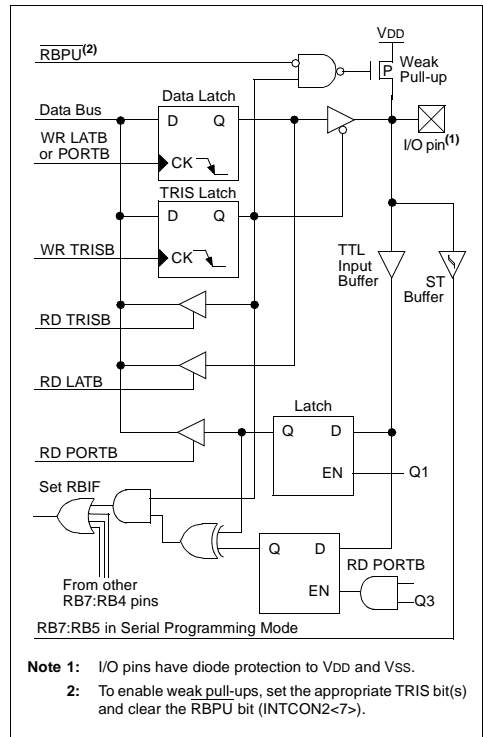 VDD
RBPU(2)
Weak
Pull-up
P
Data Bus
Data Latch
D Q
WR LATB
or PORTB
CK
I/O pin(1)
TRIS Latch
D Q
WR TRISB
CK
TTL
Input
Buffer
ST
Buffer
RD TRISB
RD LATB
Latch
Q D
RD PORTB
EN
Q1
Set RBIF
Q D
RD PORTB
EN
Q3
From other
RB7:RB4 pins
RB7:RB5 in Serial Programming Mode
Note 1: I/O pins have diode protection to VDD and VSS.
2: To enable weak pull-ups, set the appropriate TRIS bit(s)
and clear the RBPU bit (INTCON2<7>).